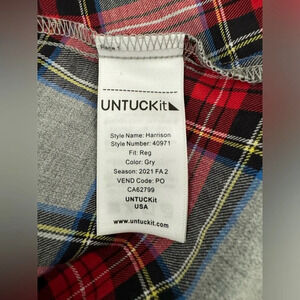 UNTUCKit
Style Name: Harrison
Style Number: 40971
Fit: Reg
Color: Gry
Season: 2021 FA 2
VEND Code: PO
CA62799
UNTUCKit
USA
www.untuckit.com